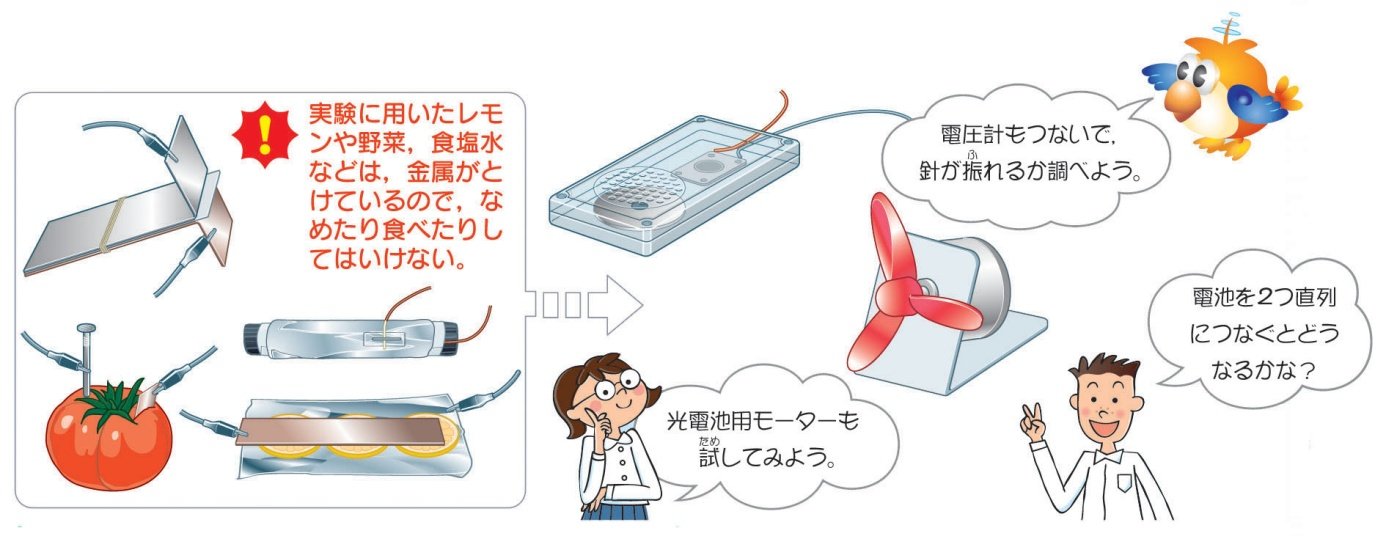 実験に用いたレモ
ンや野菜，食塩水
などは，金属がと
けているので，な
めたり食べたりし
てはいけない。
電圧計もつないで，
針が振れるか調べよう。
ふ
電池を2つ直列
につなぐとどう
なるかな？
光電池用モーターも
試してみよう。
ため